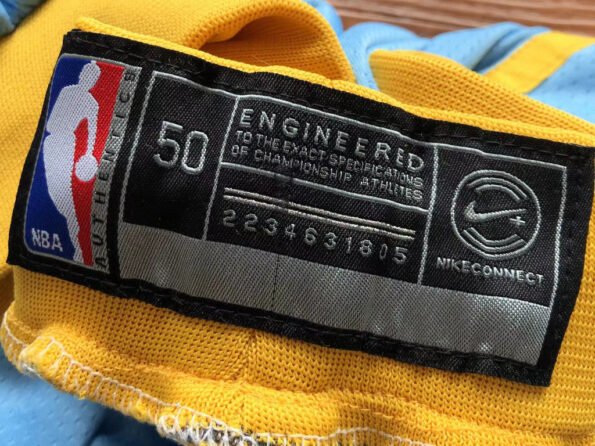 NBA
AUTHENTICS
50
ENGINEERED
TO THE EXACT SPECIFICATIONS
OF CHAMPIONSHIP ATHLETES
2234631805
NIKECONNECT